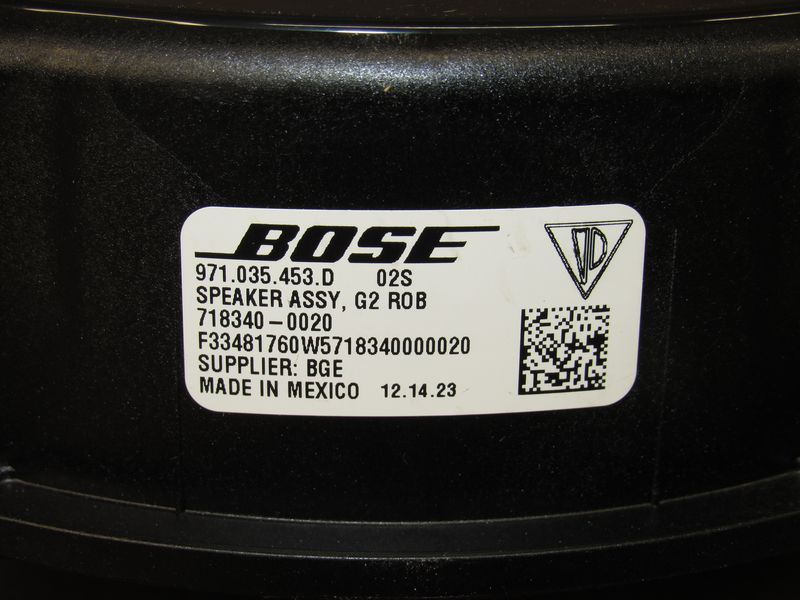 BOSE
971.035.453.D 02S
SPEAKER ASSY, G2 ROB
718340-0020
F33481760W5718340000020
SUPPLIER: BGE
MADE IN MEXICO 12.14.23